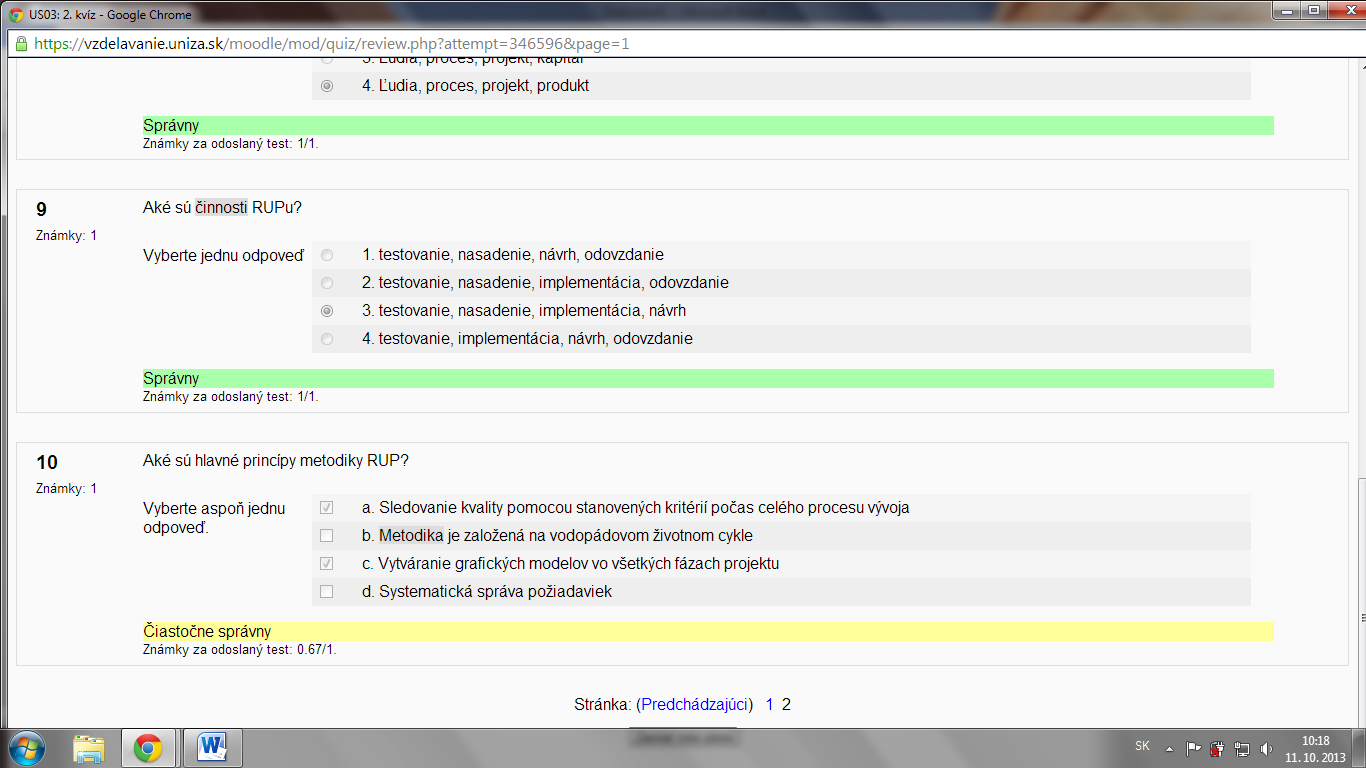 US03: 2. kvíz - Google Chrome
https://vzdelavanie.uniza.sk/moodle/mod/quiz/review.php?attempt=346596&page=1
3. Ľudia, proces, projekt, kapitál
4. Ľudia, proces, projekt, produkt
Správny
Známky za odoslaný test: 1/1.
9
Aké sú činnosti RUPu?
Známky: 1
Vyberte jednu odpoveď
1. testovanie, nasadenie, návrh, odovzdanie
2. testovanie, nasadenie, implementácia, odovzdanie
3. testovanie, nasadenie, implementácia, návrh
4. testovanie, implementácia, návrh, odovzdanie
Správny
Známky za odoslaný test: 1/1.
10
Aké sú hlavné princípy metodiky RUP?
Známky: 1
Vyberte aspoň jednu
odpoveď.
a. Sledovanie kvality pomocou stanovených kritérií počas celého procesu vývoja
b. Metodika je založená na vodopádovom životnom cykle
c. Vytváranie grafických modelov vo všetkých fázach projektu
d. Systematická správa požiadaviek
Čiastočne správny
Známky za odoslaný test: 0.67/1.
Stránka: (Predchádzajúci) 1 2
SK
10:18
11. 10. 2013